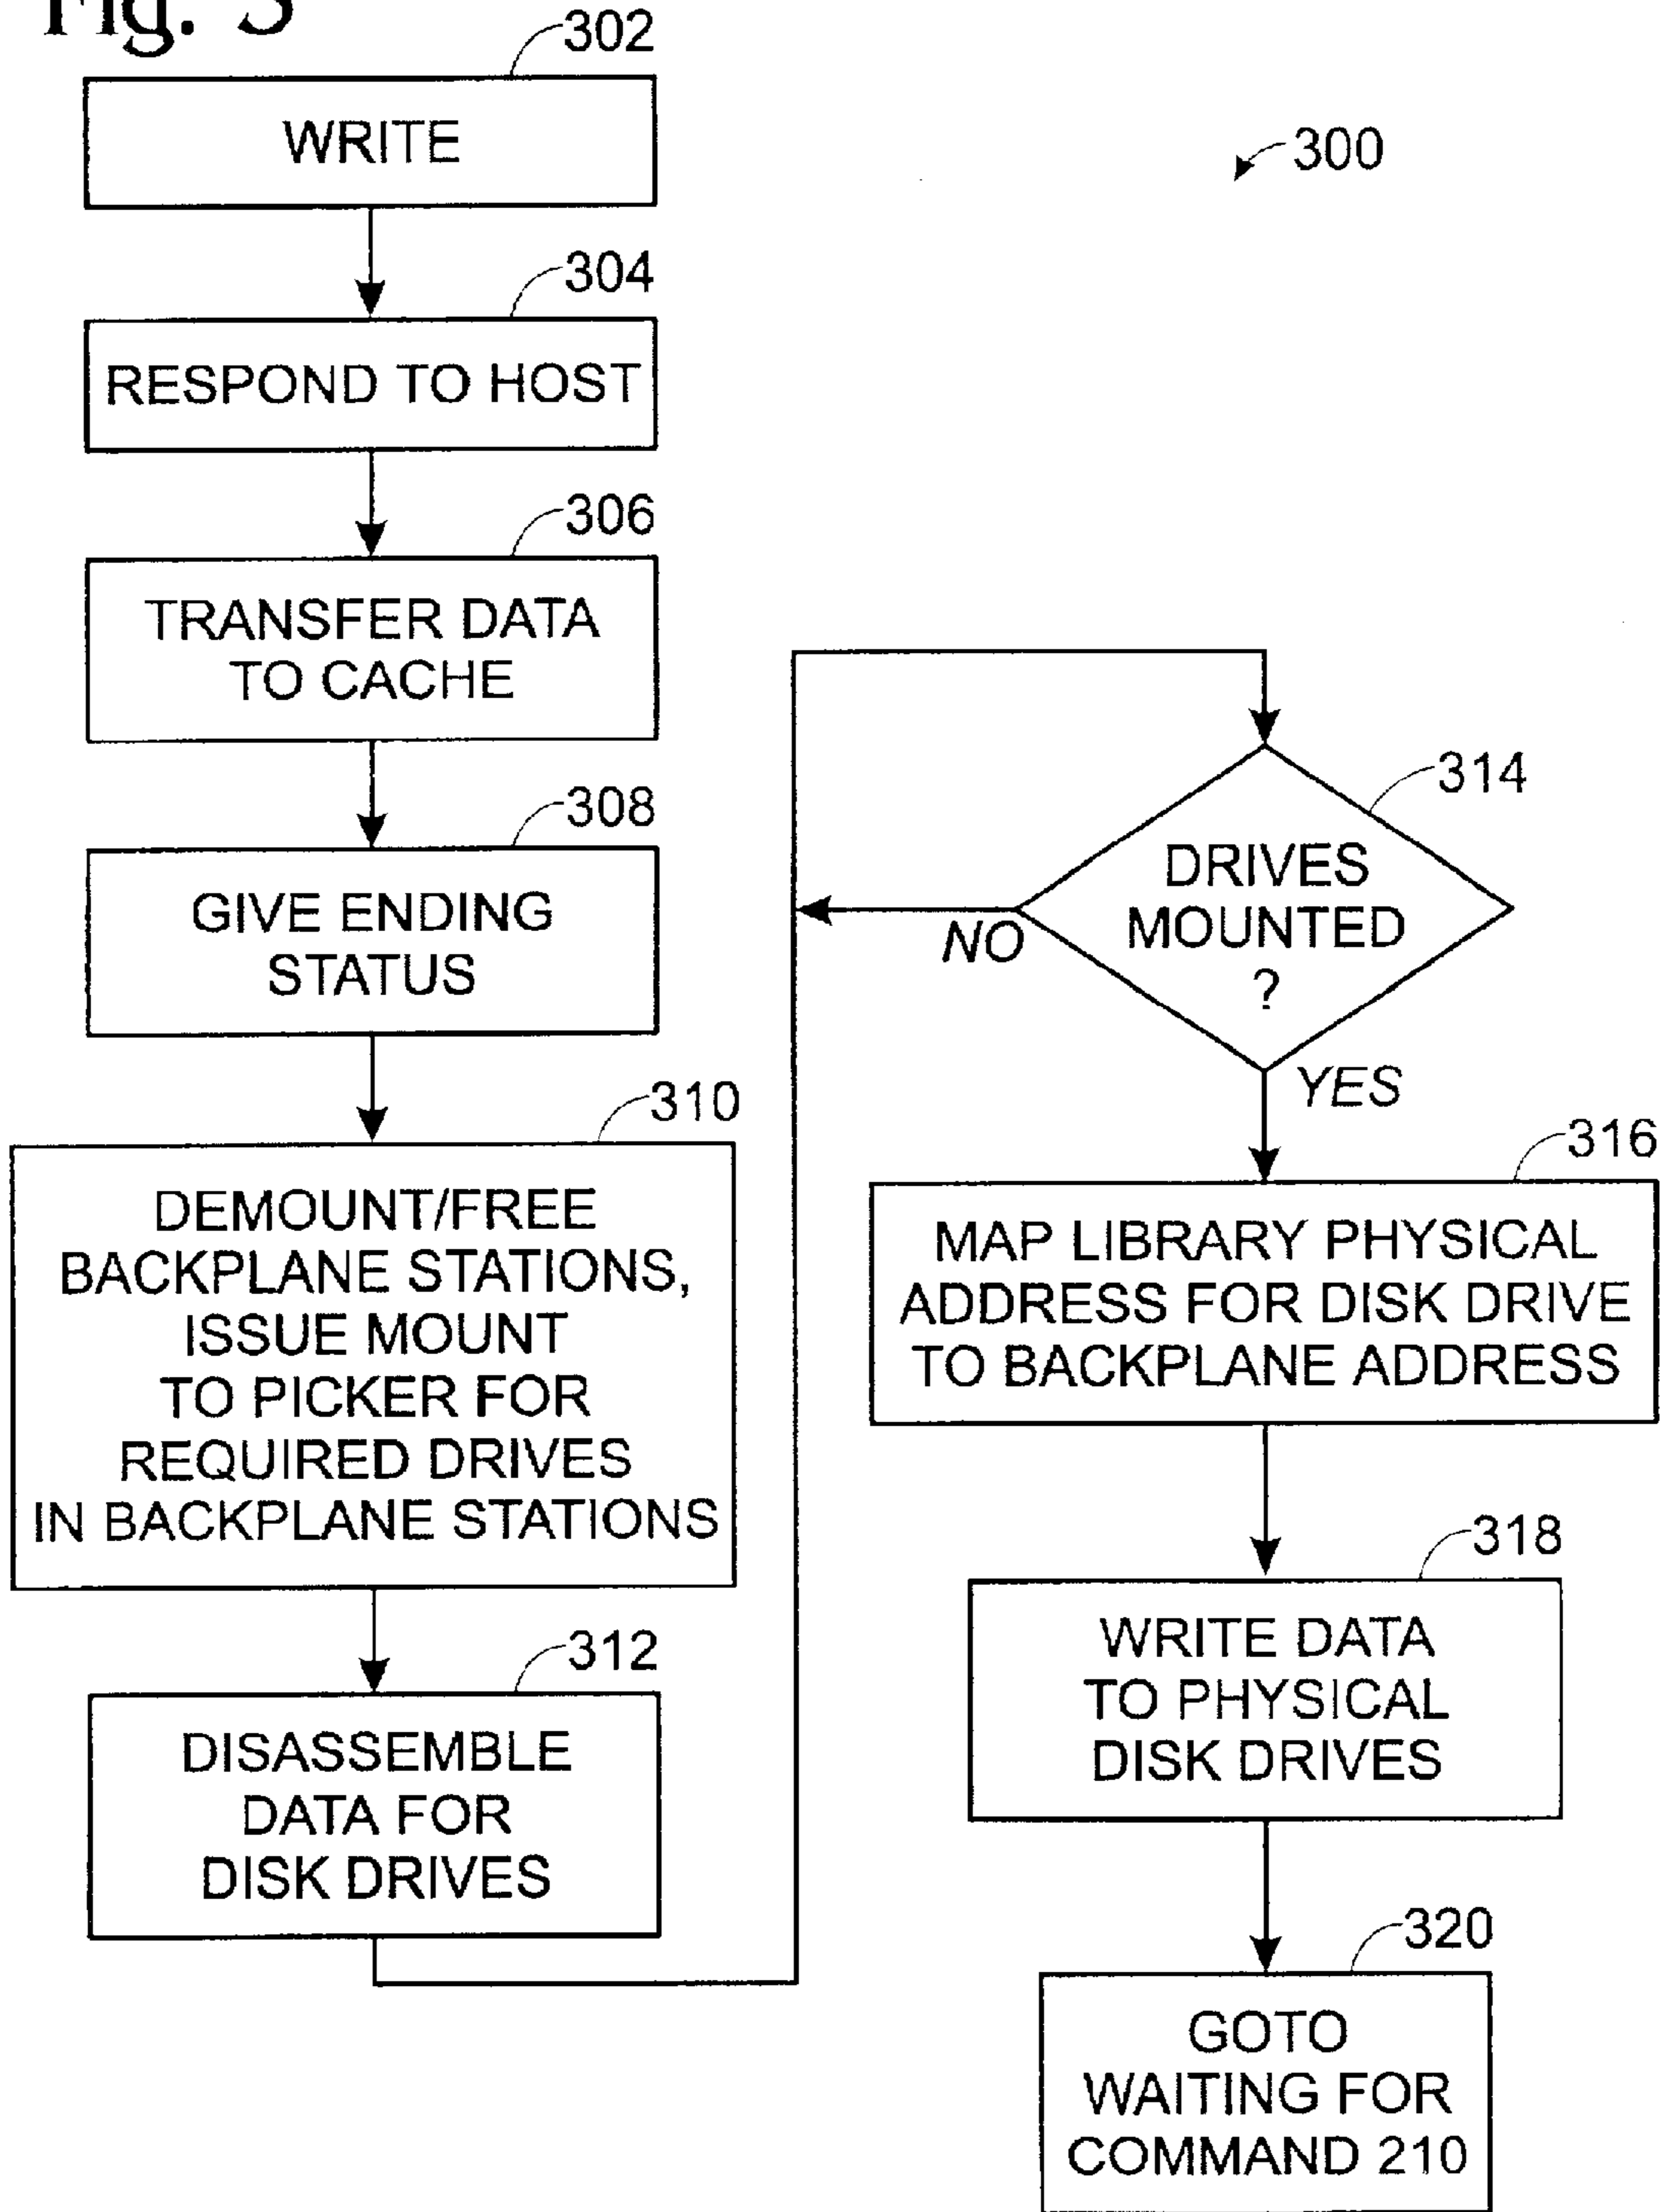 Fig. 3
302
WRITE
300
304
RESPOND TO HOST
306
TRANSFER DATA
TO CACHE
308
GIVE ENDING
STATUS
310
DEMOUNT/FREE
BACKPLANE STATIONS,
ISSUE MOUNT
TO PICKER FOR
REQUIRED DRIVES
IN BACKPLANE STATIONS
312
DISASSEMBLE
DATA FOR
DISK DRIVES
314
DRIVES
MOUNTED
?
NO
YES
316
MAP LIBRARY PHYSICAL
ADDRESS FOR DISK DRIVE
TO BACKPLANE ADDRESS
318
WRITE DATA
TO PHYSICAL
DISK DRIVES
320
GOTO
WAITING FOR
COMMAND 210